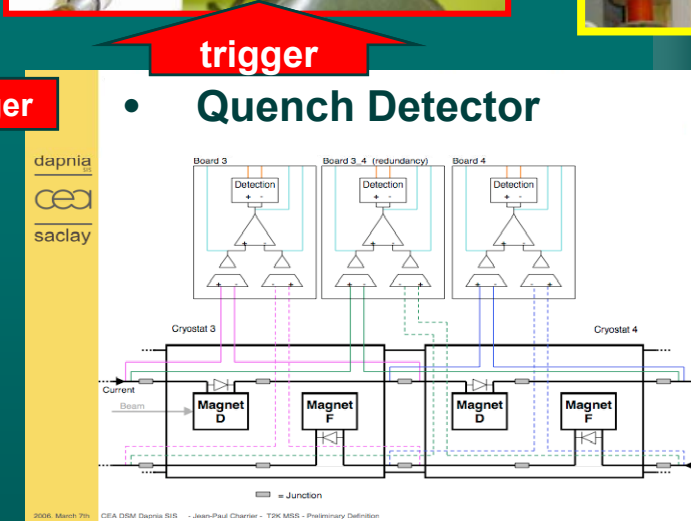 trigger
ger
• Quench Detector
dapnia
cea
saclay
Board 3
Board 3_4 (redundancy)
Board 4
Detection
+ -
Detection
+ -
Detection
+ -
+ -
+ -
+ -
+ - + -
+ - + -
+ - + -
Cryostat 3
Cryostat 4
Current
Beam
Magnet
D
Magnet
F
Magnet
D
Magnet
F
= Junction
2006, March 7th CEA DSM Dapnia SIS - Jean-Paul Charrier - T2K MSS - Preliminary Definition